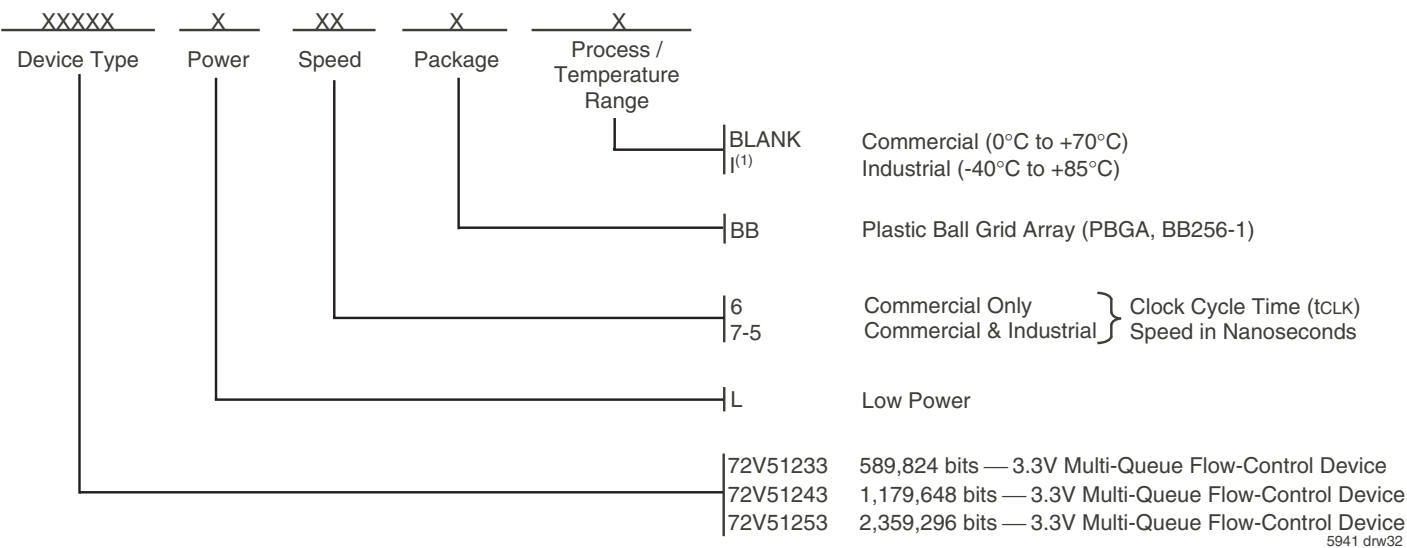 XXXXX X XX X X
Device Type Power Speed Package Process /
Temperature
Range
BLANK Commercial (0°C to +70°C)
I(1) Industrial (-40°C to +85°C)
BB Plastic Ball Grid Array (PBGA, BB256-1)
6 Commercial Only Clock Cycle Time (tCLK)
7-5 Commercial & Industrial Speed in Nanoseconds
L Low Power
72V51233 589,824 bits — 3.3V Multi-Queue Flow-Control Device
72V51243 1,179,648 bits — 3.3V Multi-Queue Flow-Control Device
72V51253 2,359,296 bits — 3.3V Multi-Queue Flow-Control Device
5941 drw32